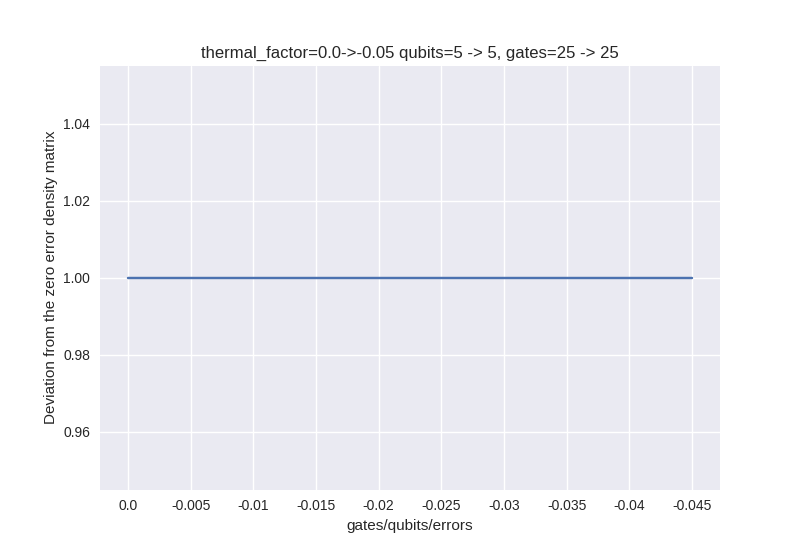 thermal_factor=0.0->-0.05 qubits=5 -> 5, gates=25 -> 25
Deviation from the zero error density matrix
1.04
1.02
1.00
0.98
0.96
0.0 -0.005 -0.01 -0.015 -0.02 -0.025 -0.03 -0.035 -0.04 -0.045
gates/qubits/errors